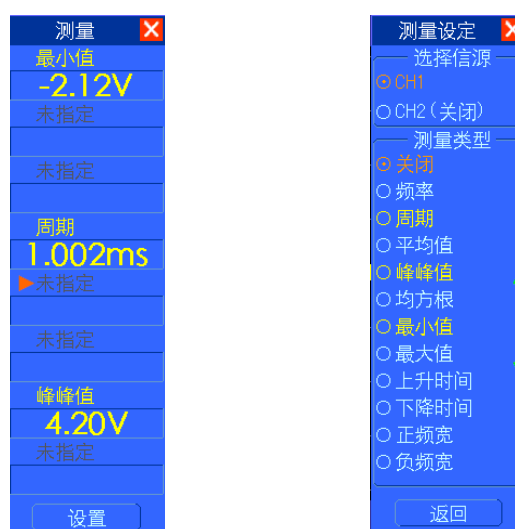 测量
最小值
-2.12V
未指定
未指定
周期
1.002ms
未指定
未指定
峰峰值
4.20V
未指定
设置
测量设定
选择信源
CH1
CH2(关闭)
测量类型
关闭
频率
周期
平均值
峰峰值
均方根
最小值
最大值
上升时间
下降时间
正频宽
负频宽
返回